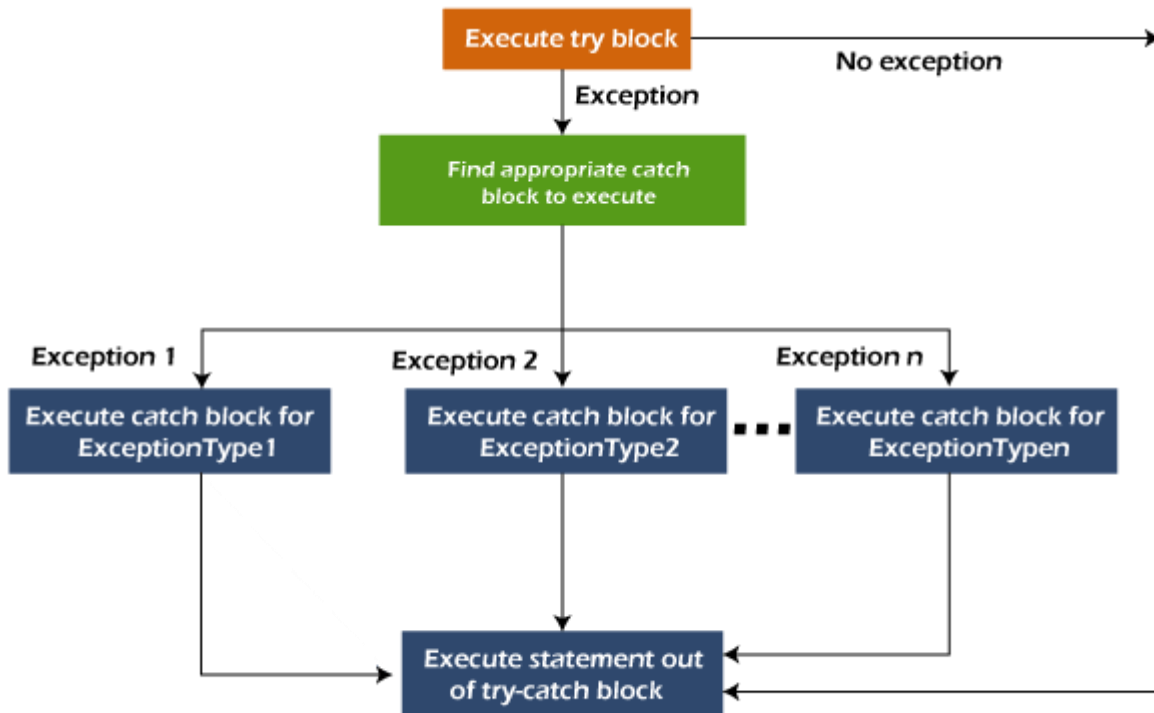 Execute try block
No exception
Exception
Find appropriate catch
block to execute
Exception 1
Exception 2
Exception n
Execute catch block for
ExceptionType1
Execute catch block for
ExceptionType2
Execute catch block for
ExceptionTypen
Execute statement out
of try-catch block